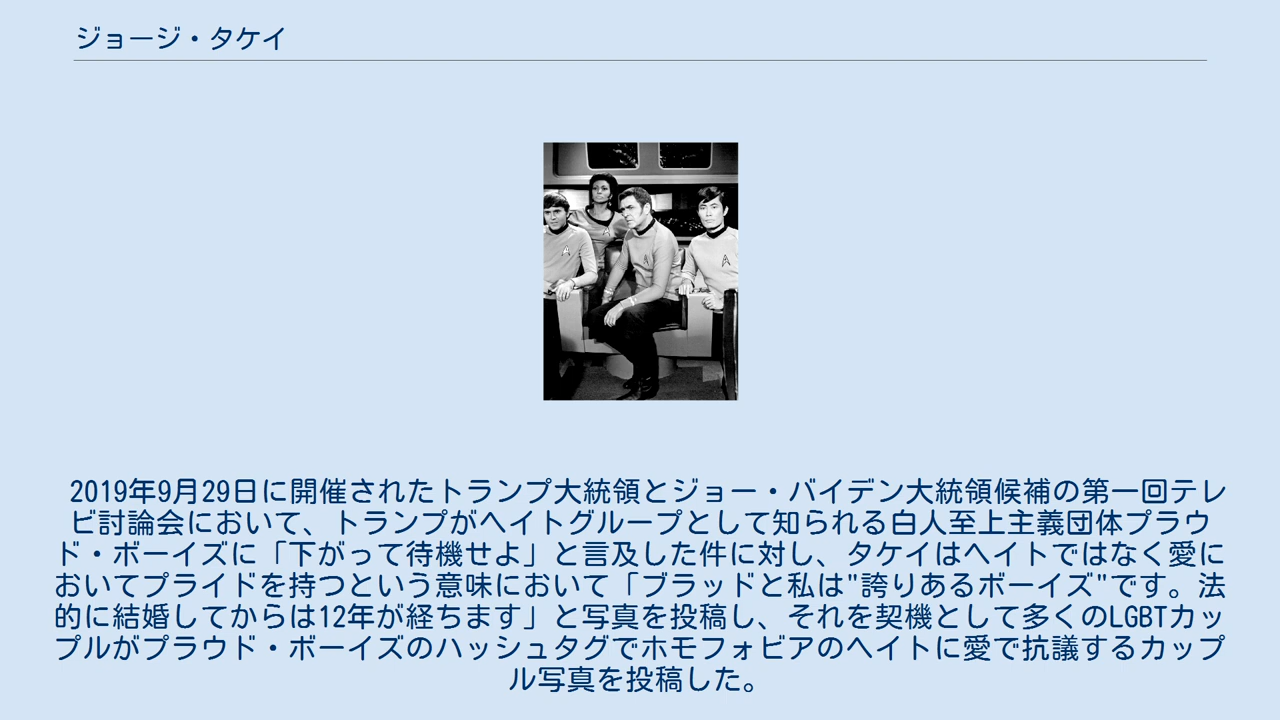 ジョージ・タケイ
2019年9月29日に開催されたトランプ大統領とジョー・バイデン大統領候補の第一回テレ
ビ討論会において、トランプがヘイトグループとして知られる白人至上主義団体プラウ
ド・ボーイズに「下がって待機せよ」と言及した件に対し、タケイはヘイトではなく愛に
おいてプライドを持つという意味において「ブラッドと私は"誇りあるボーイズ"です。法
的に結婚してからは12年が経ちます」と写真を投稿し、それを契機として多くのLGBTカッ
プルがプラウド・ボーイズのハッシュタグでホモフォビアのヘイトに愛で抗議するカップ
ル写真を投稿した。